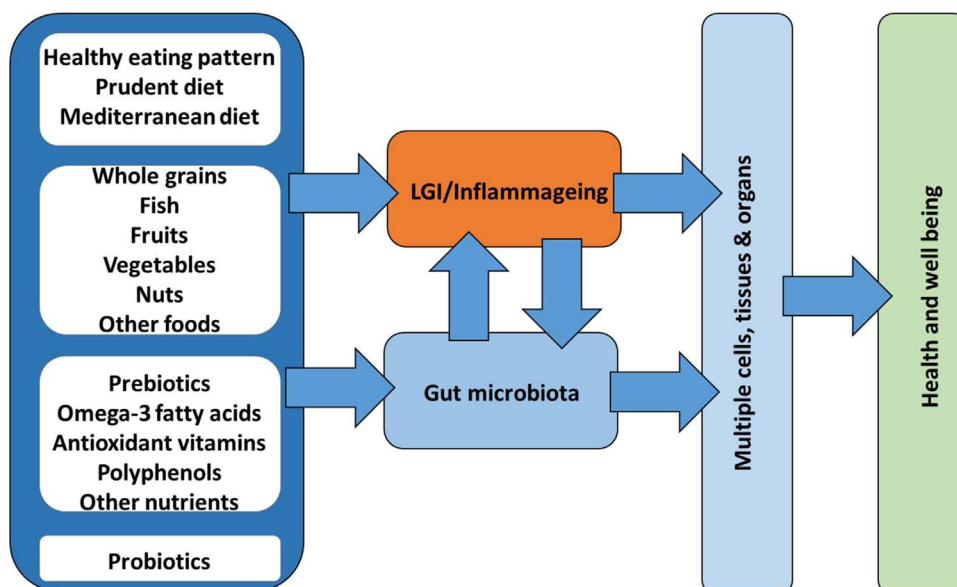 Healthy eating pattern
Prudent diet
Mediterranean diet
Whole grains
Fish
Fruits
Vegetables
Nuts
Other foods
Prebiotics
Omega-3 fatty acids
Antioxidant vitamins
Polyphenols
Other nutrients
Probiotics
LGI/Inflammageing
Gut microbiota
Multiple cells, tissues & organs
Health and well being